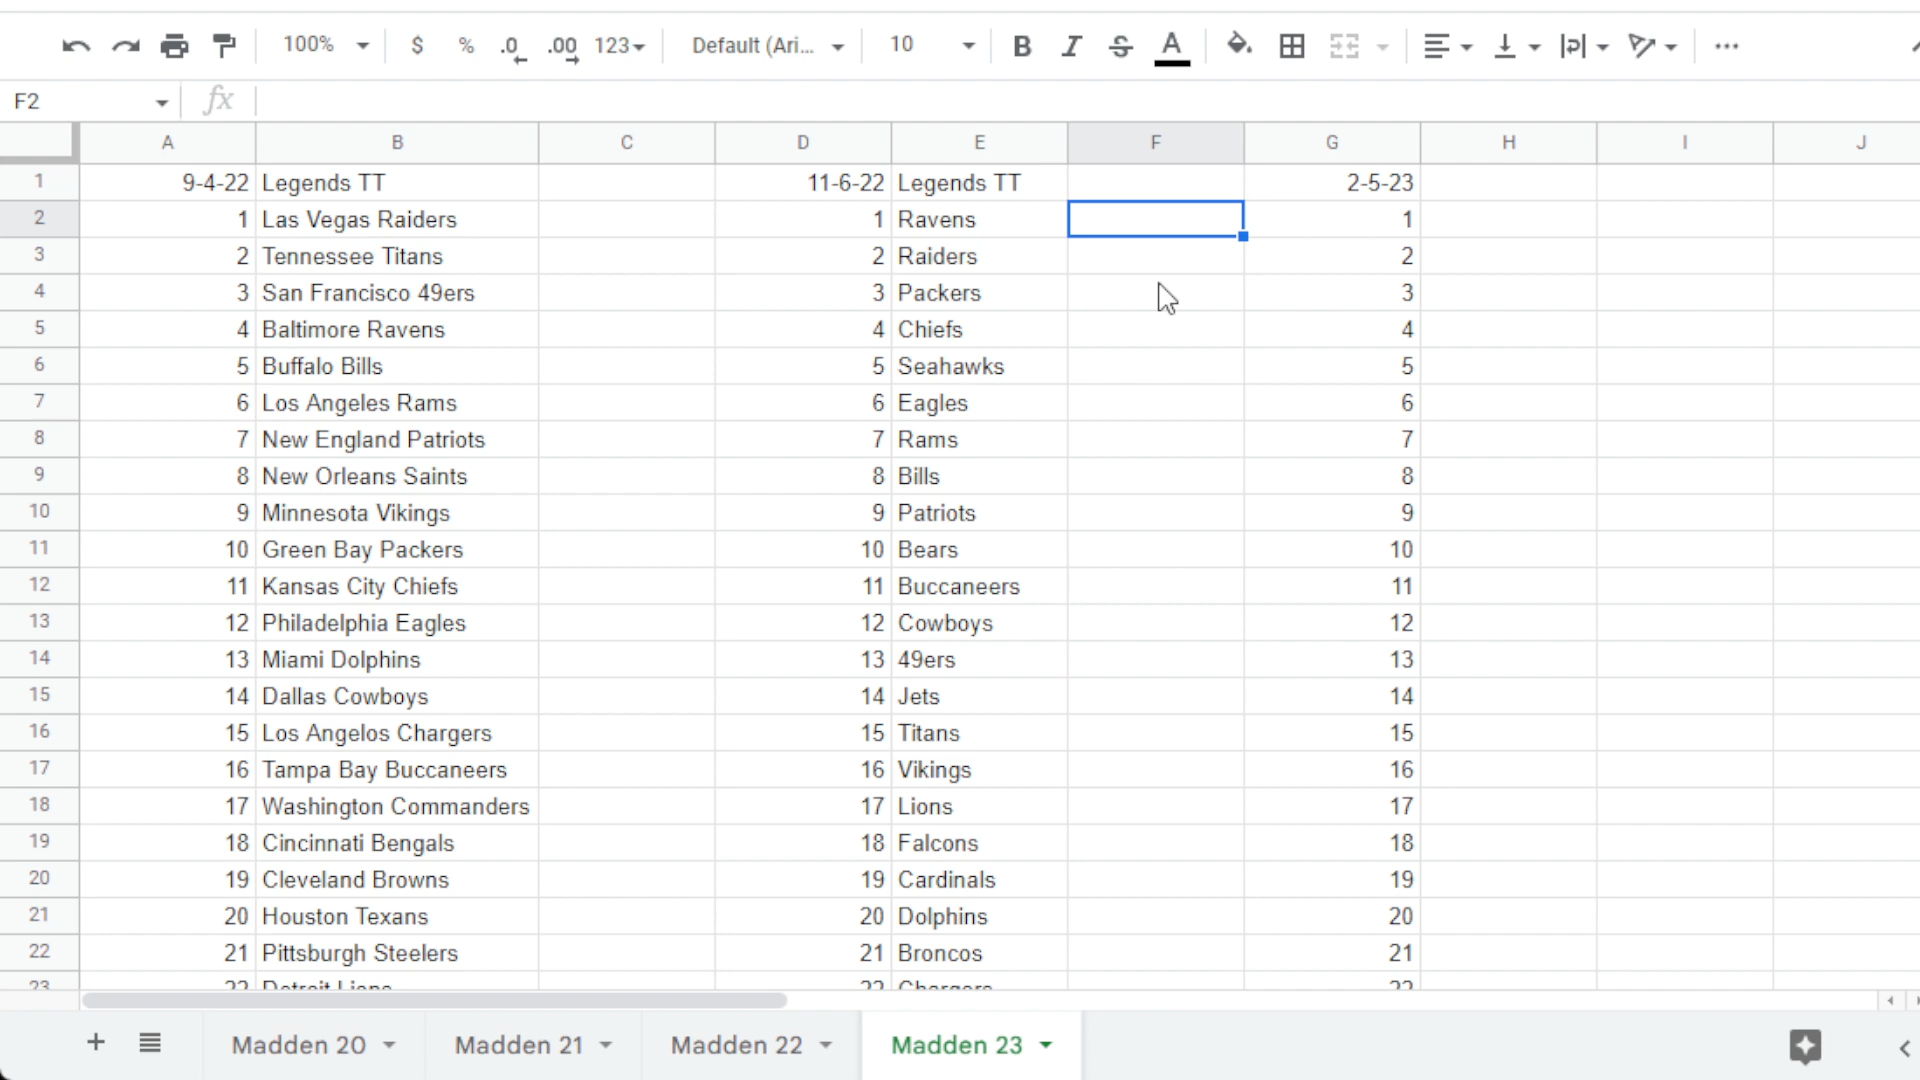 100% $ % .0 .00 123 Default (Ari... 10 B I S A
F2 fx
A B C D E F G H I J
1 9-4-22 Legends TT 11-6-22 Legends TT 2-5-23
2 1 Las Vegas Raiders 1 Ravens 1
3 2 Tennessee Titans 2 Raiders 2
4 3 San Francisco 49ers 3 Packers 3
5 4 Baltimore Ravens 4 Chiefs 4
6 5 Buffalo Bills 5 Seahawks 5
7 6 Los Angeles Rams 6 Eagles 6
8 7 New England Patriots 7 Rams 7
9 8 New Orleans Saints 8 Bills 8
10 9 Minnesota Vikings 9 Patriots 9
11 10 Green Bay Packers 10 Bears 10
12 11 Kansas City Chiefs 11 Buccaneers 11
13 12 Philadelphia Eagles 12 Cowboys 12
14 13 Miami Dolphins 13 49ers 13
15 14 Dallas Cowboys 14 Jets 14
16 15 Los Angelos Chargers 15 Titans 15
17 16 Tampa Bay Buccaneers 16 Vikings 16
18 17 Washington Commanders 17 Lions 17
19 18 Cincinnati Bengals 18 Falcons 18
20 19 Cleveland Browns 19 Cardinals 19
21 20 Houston Texans 20 Dolphins 20
22 21 Pittsburgh Steelers 21 Broncos 21
23 22 Detroit Lions 22 Chargers 22
Madden 20 Madden 21 Madden 22 Madden 23